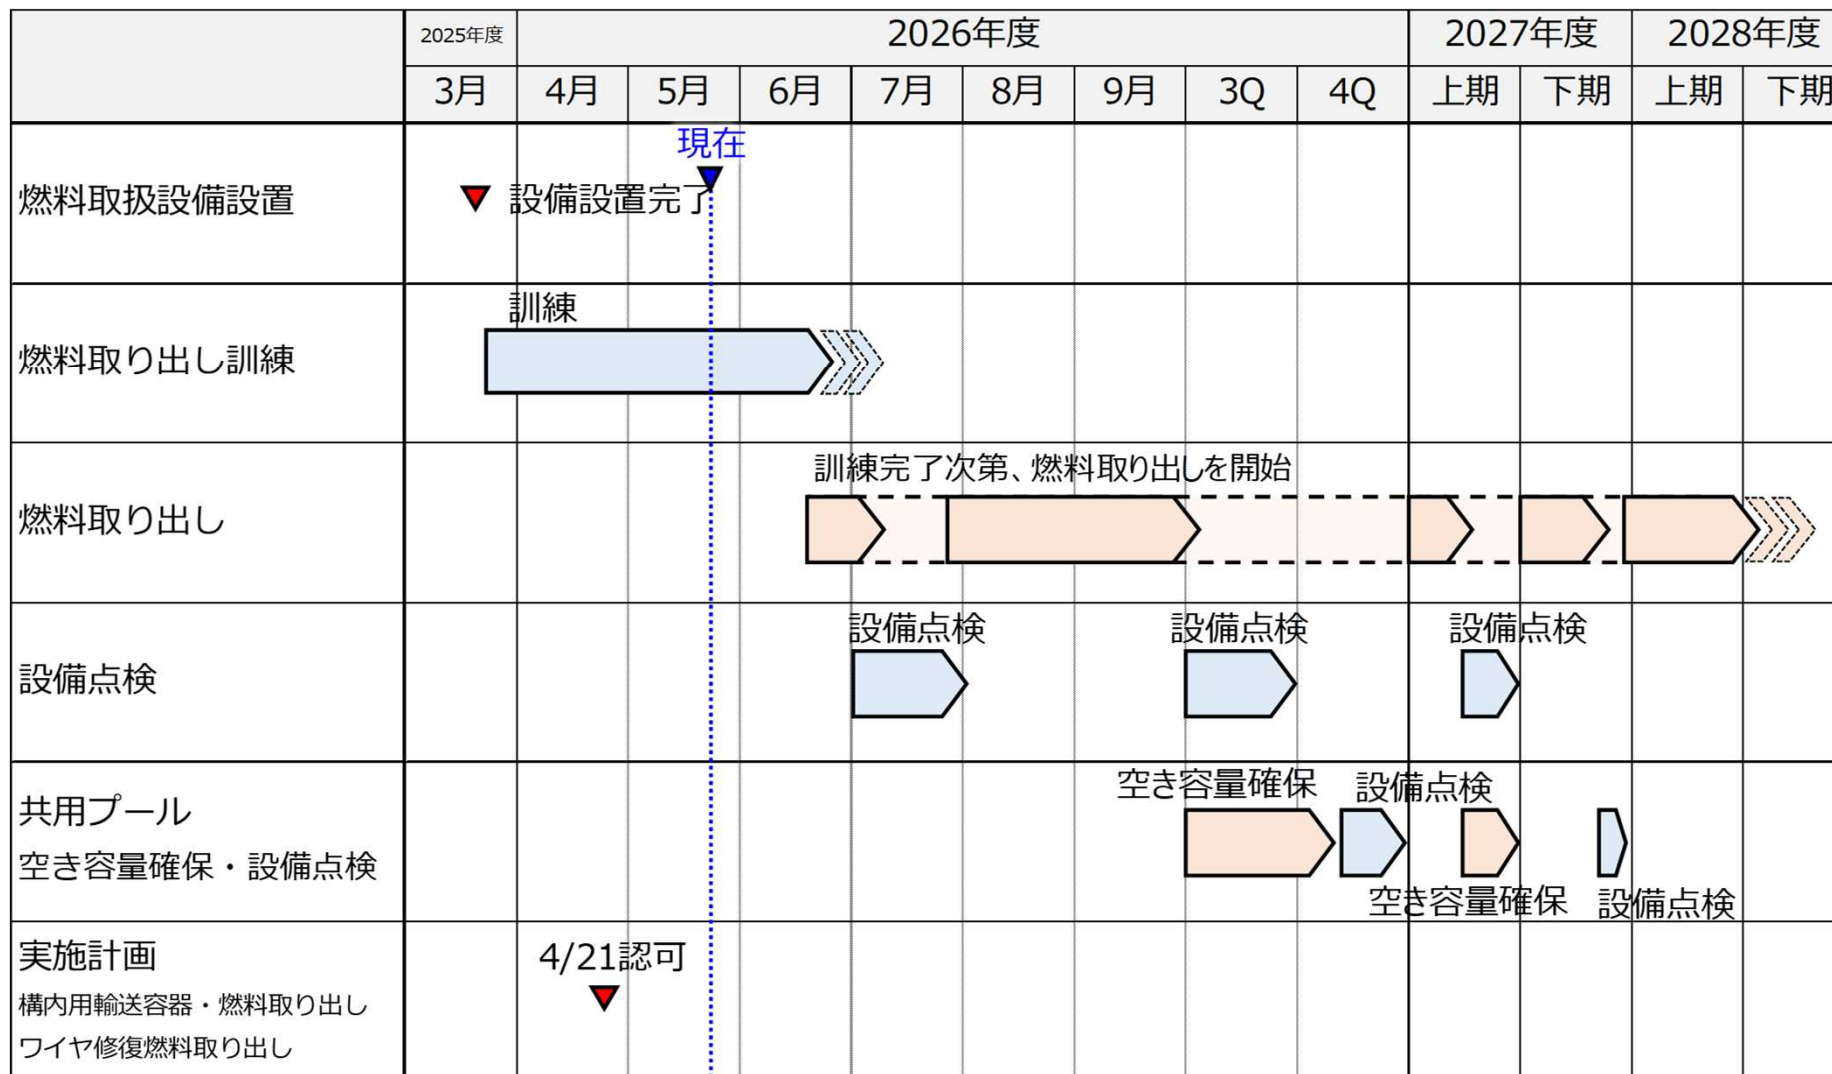 2025年度 2026年度 2027年度 2028年度
3月 4月 5月 6月 7月 8月 9月 3Q 4Q 上期 下期 上期 下期
現在
燃料取扱設備設置 設備設置完了
訓練
燃料取り出し訓練
訓練完了次第、燃料取り出しを開始
燃料取り出し
設備点検 設備点検 設備点検
設備点検
空き容量確保 設備点検
共用プール
空き容量確保・設備点検
空き容量確保 設備点検
実施計画 4/21認可
構内用輸送容器・燃料取り出し
ワイヤ修復燃料取り出し